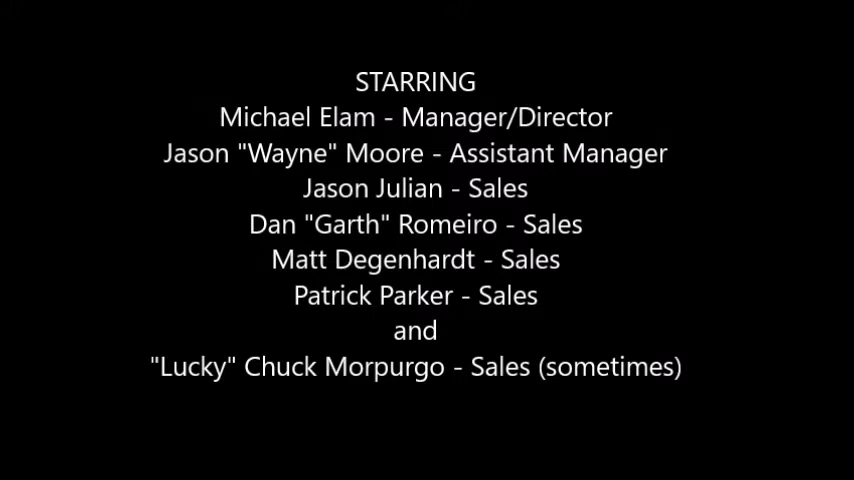 STARRING
Michael Elam - Manager/Director
Jason "Wayne" Moore - Assistant Manager
Jason Julian - Sales
Dan "Garth" Romeiro - Sales
Matt Degenhardt - Sales
Patrick Parker - Sales
and
"Lucky" Chuck Morpurgo - Sales (sometimes)